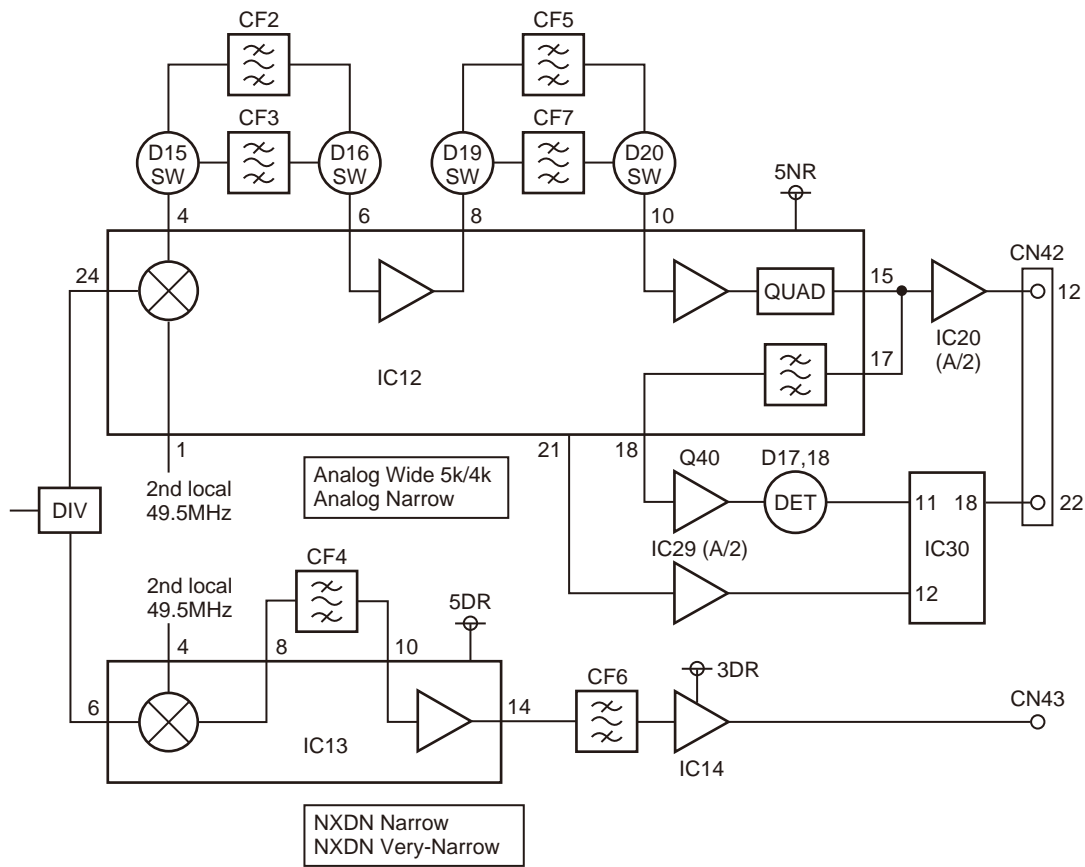 CF2
CF5
CF3
CF7
D15
SW
D16
SW
D19
SW
D20
SW
5NR
4
6
8
10
CN42
24
15
QUAD
12
IC20
(A/2)
17
IC12
1
21
18
Q40
D17,18
2nd local
49.5MHz
Analog Wide 5k/4k
Analog Narrow
DIV
DET
11
18
22
IC30
IC29 (A/2)
12
CF4
2nd local
49.5MHz
5DR
4
8
10
CF6
3DR
CN43
6
14
IC13
IC14
NXDN Narrow
NXDN Very-Narrow